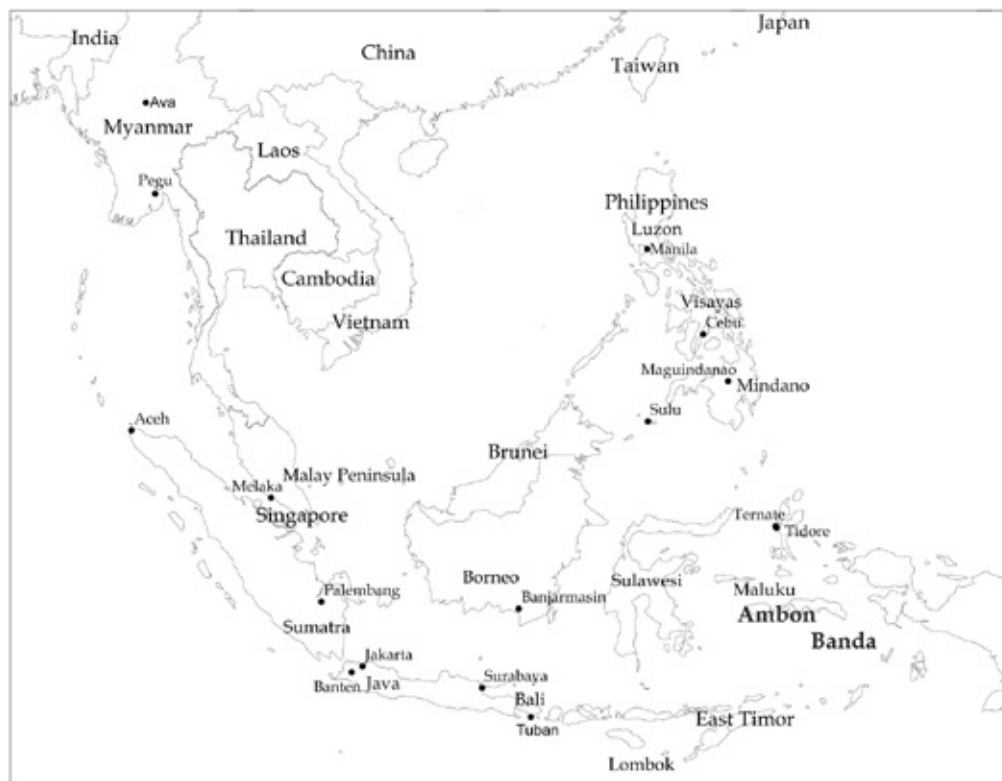 Japan
India
China
Taiwan
Ava
Myanmar
Laos
Pegu
Philippines
Luzon
Thailand
Manila
Cambodia
Visayas
Vietnam
Cebu
Maguindanao
Mindano
Aceh
Sulu
Brunei
Malay Peninsula
Melaka
Singapore
Ternate
Tidore
Borneo
Sulawesi
Palembang
Banjarmasin
Maluku
Ambon
Sumatra
Banda
Jakarta
Surabaya
Banten
Java
Bali
East Timor
Tuban
Lombok